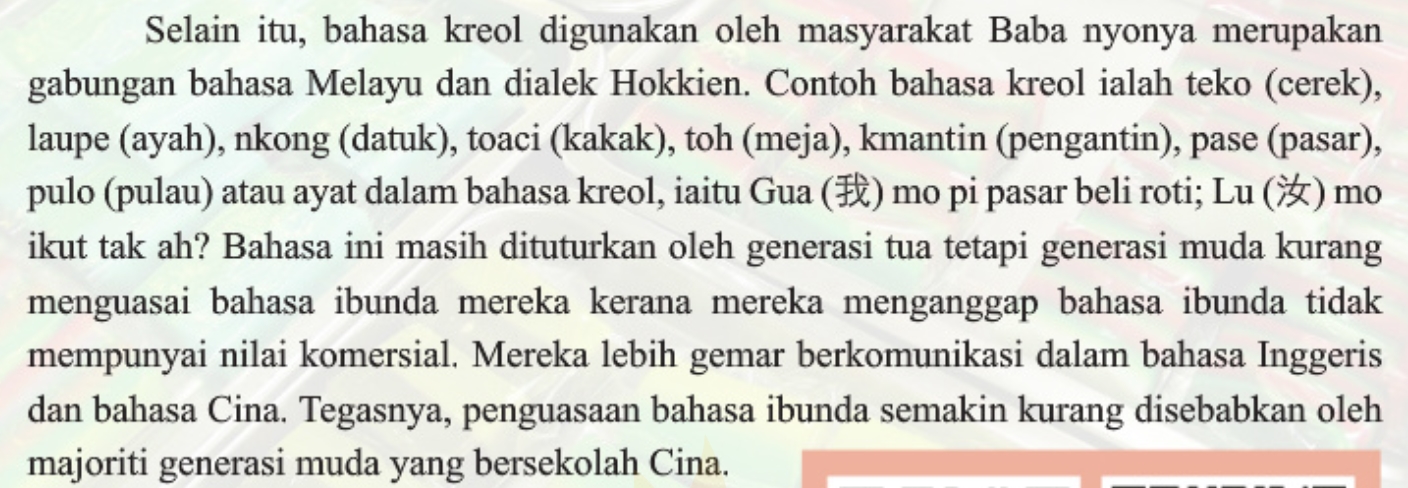 Selain itu, bahasa kreol digunakan oleh masyarakat Baba nyonya merupakan
gabungan bahasa Melayu dan dialek Hokkien. Contoh bahasa kreol ialah teko (cerek),
laupe (ayah), nkong (datuk), toaci (kakak), toh (meja), kmantin (pengantin), pase (pasar),
pulo (pulau) atau ayat dalam bahasa kreol, iaitu Gua (我) mo pi pasar beli roti; Lu (汝) mo
ikut tak ah? Bahasa ini masih dituturkan oleh generasi tua tetapi generasi muda kurang
menguasai bahasa ibunda mereka kerana mereka menganggap bahasa ibunda tidak
mempunyai nilai komersial. Mereka lebih gemar berkomunikasi dalam bahasa Inggeris
dan bahasa Cina. Tegasnya, penguasaan bahasa ibunda semakin kurang disebabkan oleh
majoriti generasi muda yang bersekolah Cina.